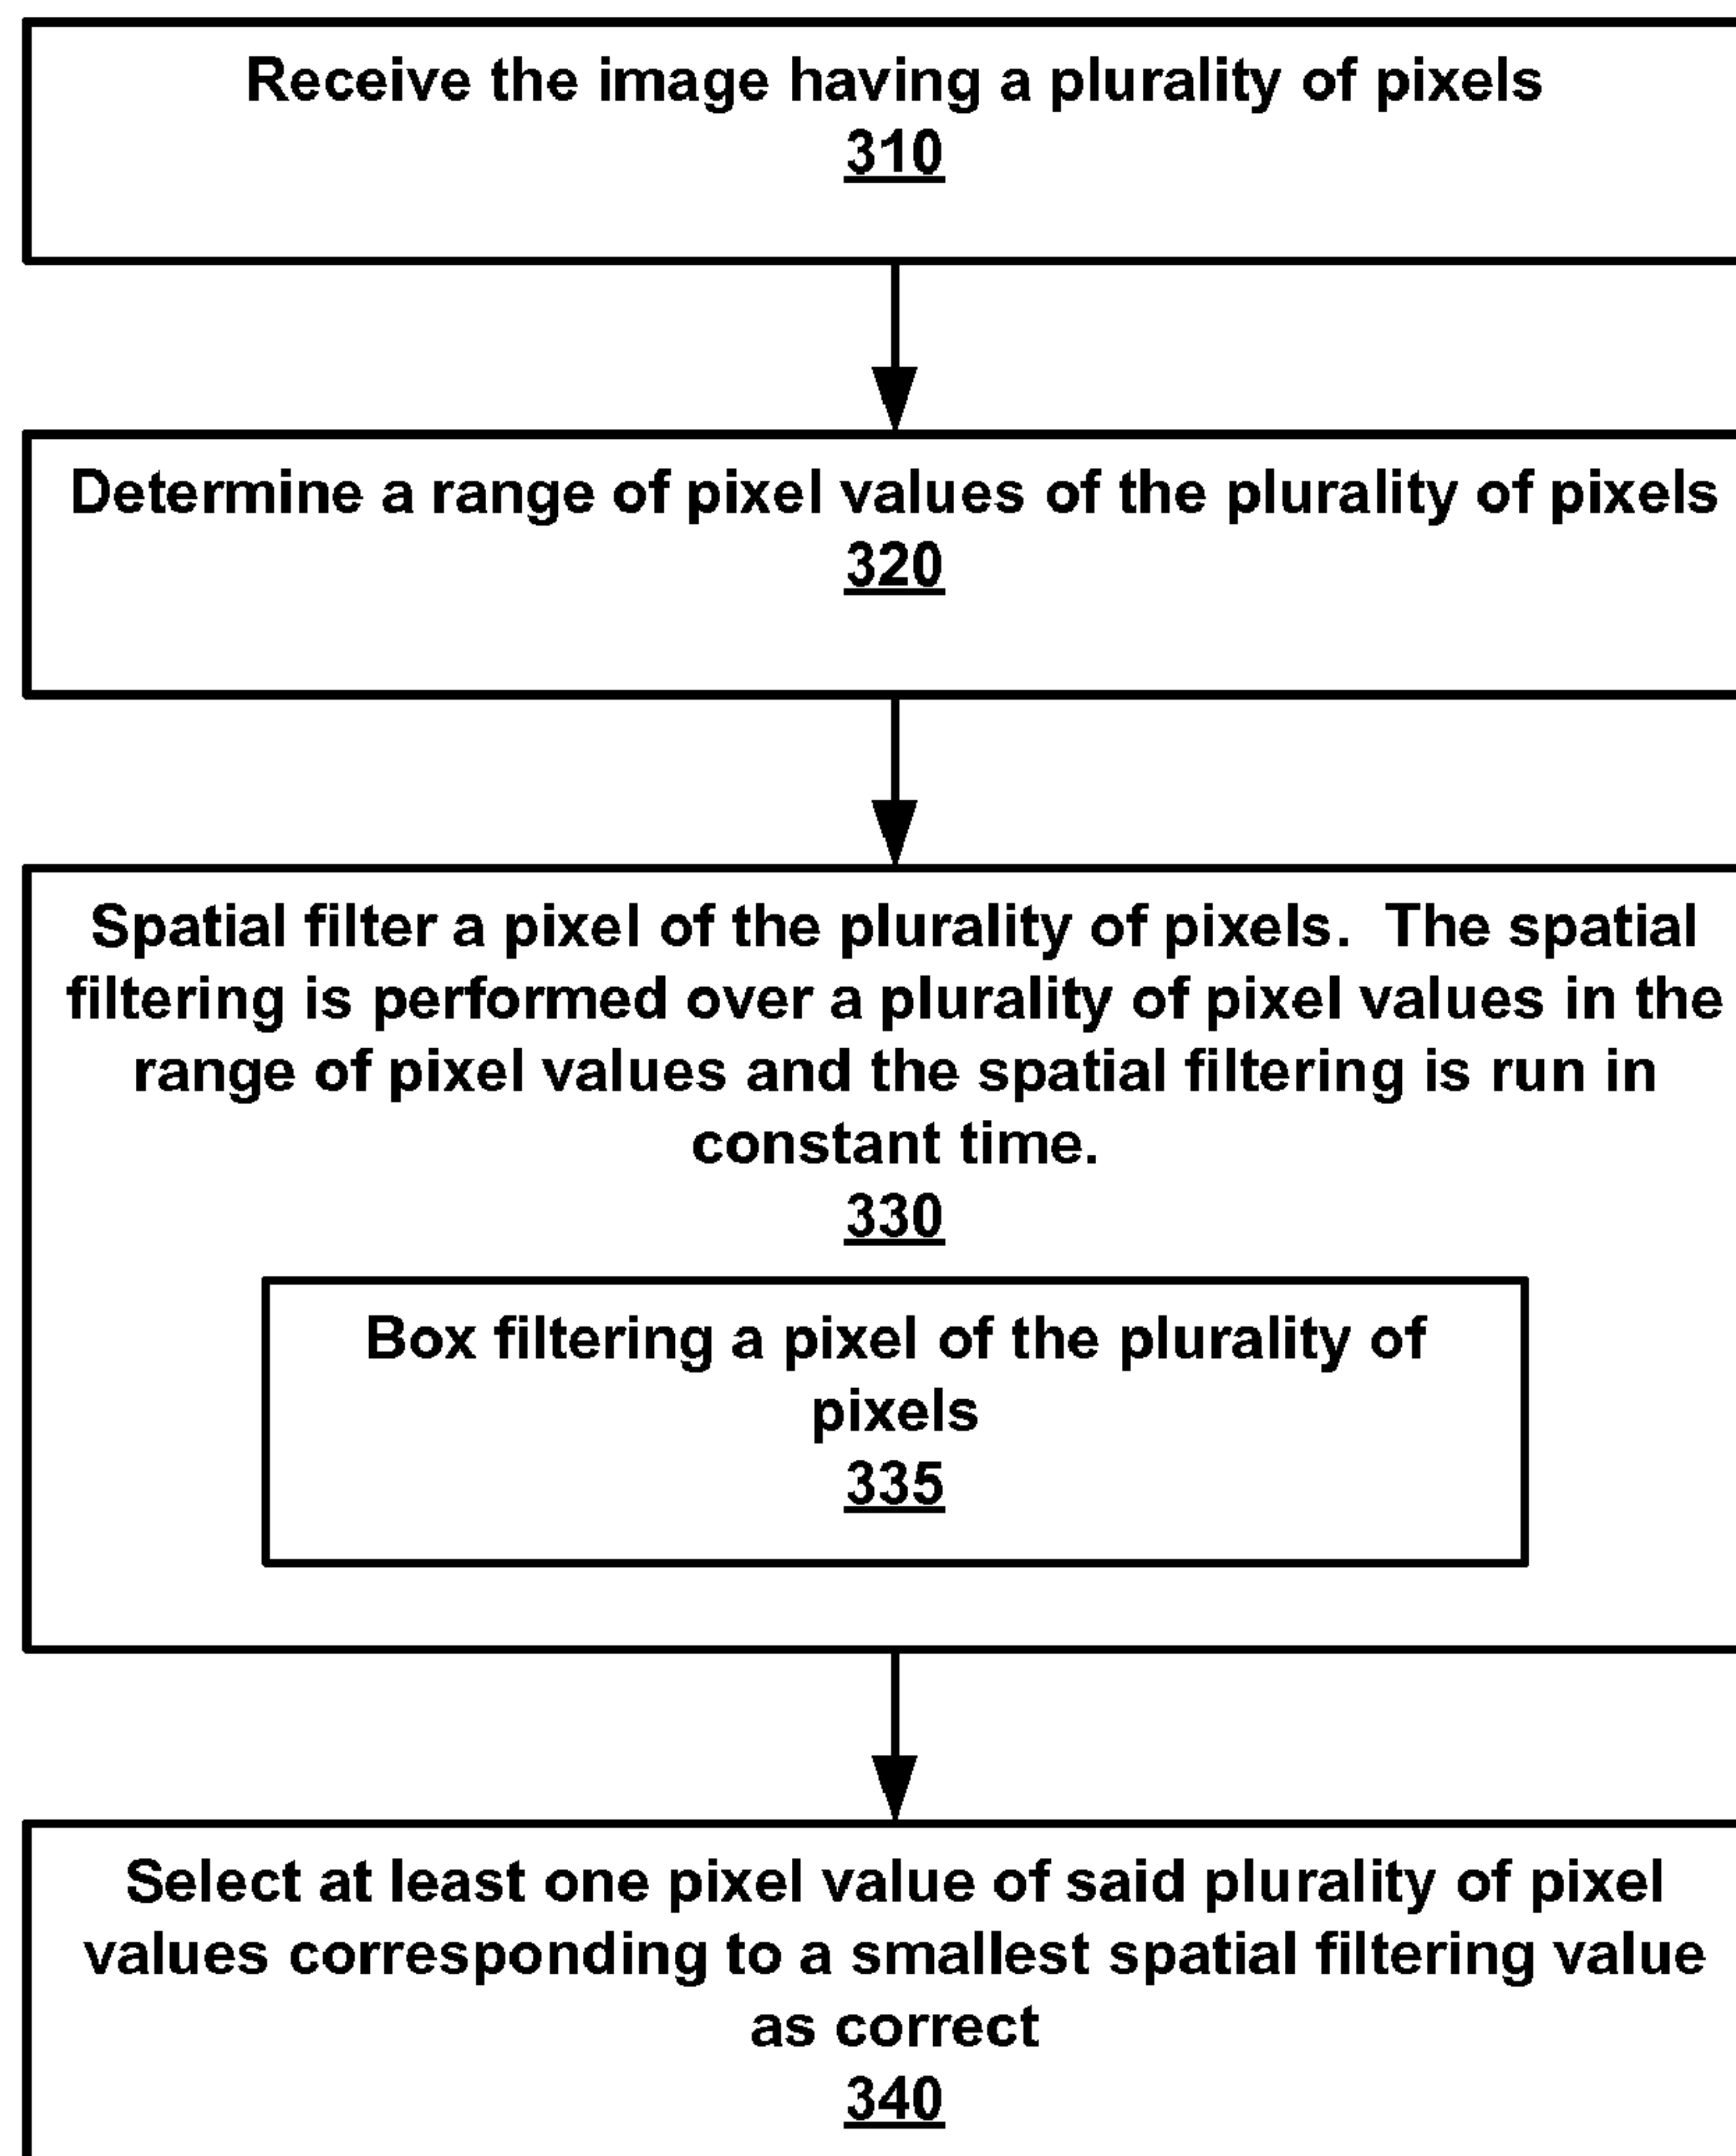 Receive the image having a plurality of pixels
310
Determine a range of pixel values of the plurality of pixels
320
Spatial filter a pixel of the plurality of pixels.  The spatial
filtering is performed over a plurality of pixel values in the
range of pixel values and the spatial filtering is run in
constant time.
330
Box filtering a pixel of the plurality of
pixels
335
Select at least one pixel value of said plurality of pixel
values corresponding to a smallest spatial filtering value
as correct
340